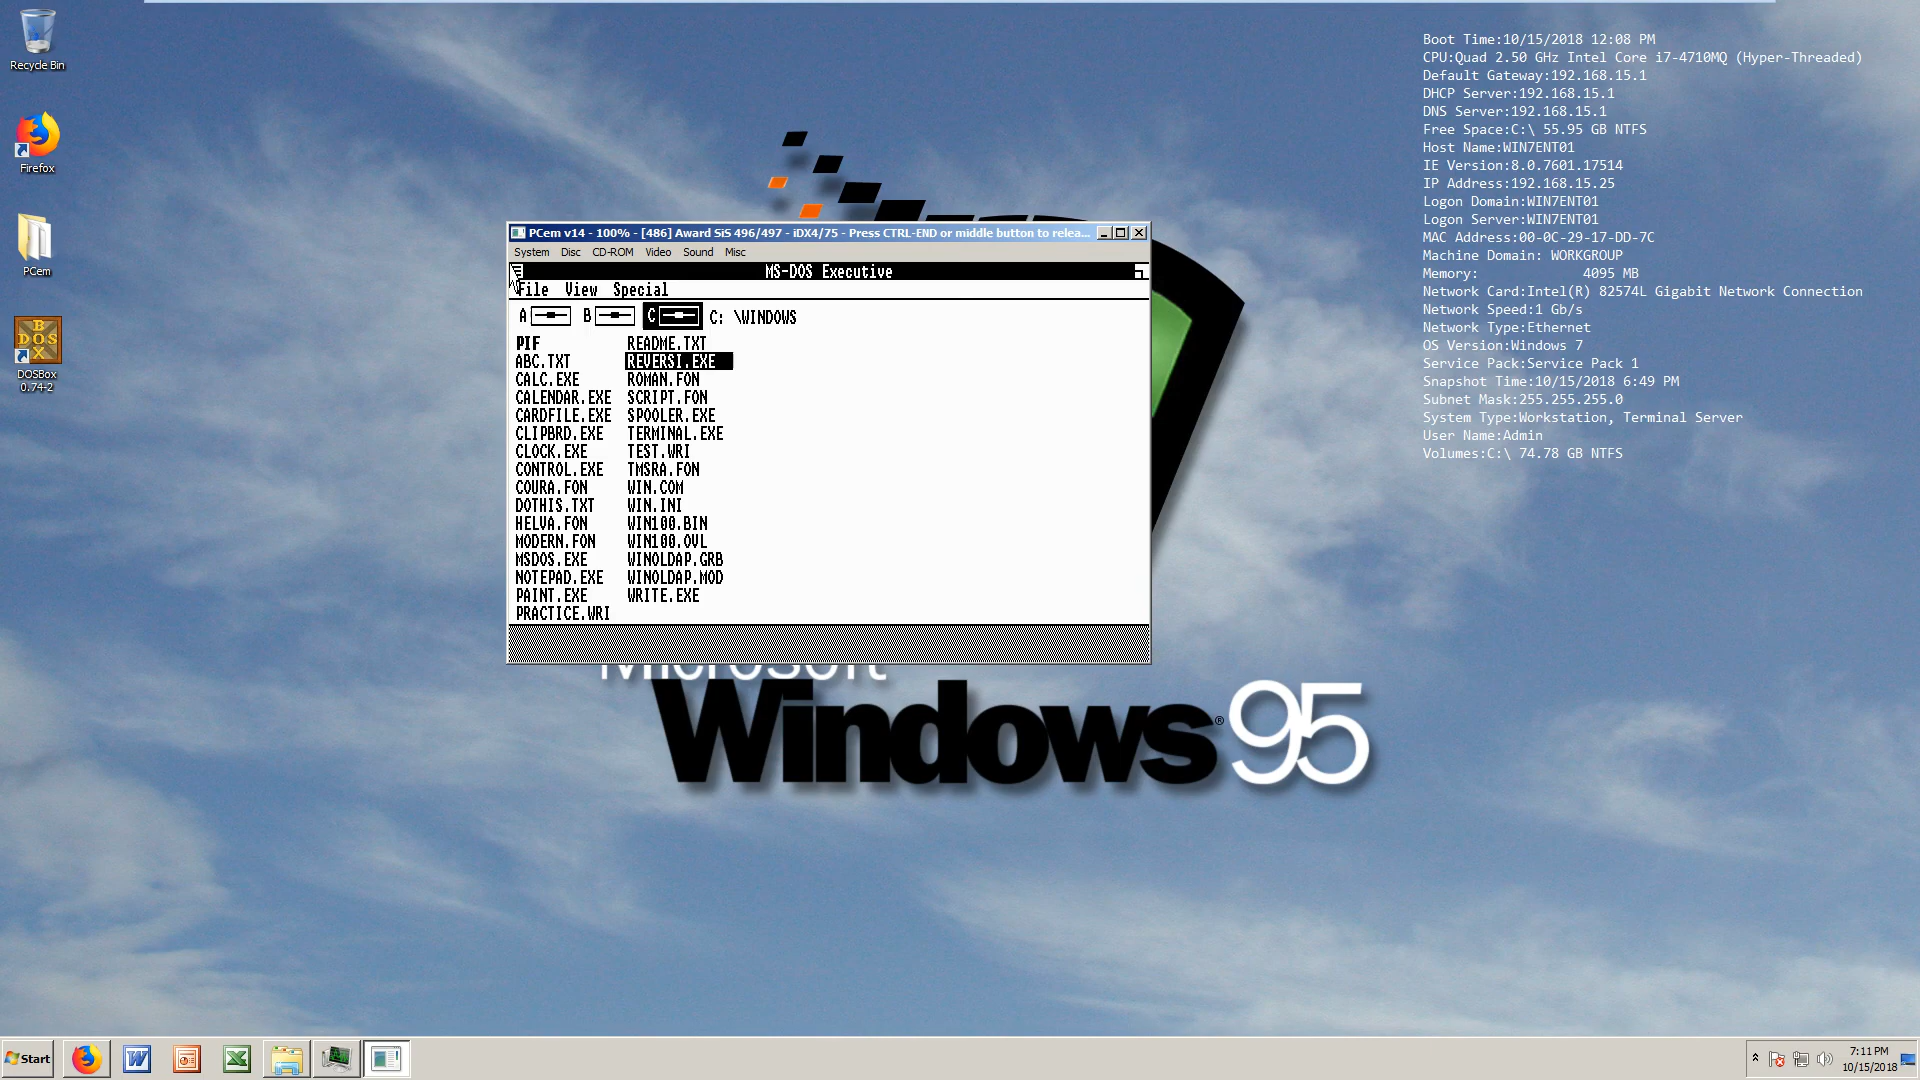 Recycle Bin
Firefox
PCem
DOSBox
0.74-2
Boot Time:10/15/2018 12:08 PM
CPU:Quad 2.50 GHz Intel Core i7-4710MQ (Hyper-Threaded)
Default Gateway:192.168.15.1
DHCP Server:192.168.15.1
DNS Server:192.168.15.1
Free Space:C:\ 55.95 GB NTFS
Host Name:WIN7ENT01
IE Version:8.0.7601.17514
IP Address:192.168.15.25
Logon Domain:WIN7ENT01
Logon Server:WIN7ENT01
MAC Address:00-0C-29-17-DD-7C
Machine Domain: WORKGROUP
Memory: 4095 MB
Network Card:Intel(R) 82574L Gigabit Network Connection
Network Speed:1 Gb/s
Network Type:Ethernet
OS Version:Windows 7
Service Pack:Service Pack 1
Snapshot Time:10/15/2018 6:49 PM
Subnet Mask:255.255.255.0
System Type:Workstation, Terminal Server
User Name:Admin
Volumes:C:\ 74.78 GB NTFS
PCem v14 - 100% - [486] Award SiS 496/497 - iDX4/75 - Press CTRL-END or middle button to relea...
System Disc CD-ROM Video Sound Misc
MS-DOS Executive
File View Special
A B C C: \WINDOWS
PIF README.TXT
ABC.TXT REVERSI.EXE
CALC.EXE ROMAN.FON
CALENDAR.EXE SCRIPT.FON
CARDFILE.EXE SPOOLER.EXE
CLIPBRD.EXE TERMINAL.EXE
CLOCK.EXE TEST.WRI
CONTROL.EXE TMSRA.FON
COURA.FON WIN.COM
DOTHIS.TXT WIN.INI
HELVA.FON WIN100.BIN
MODERN.FON WIN100.OVL
MSDOS.EXE WINOLDAP.GRB
NOTEPAD.EXE WINOLDAP.MOD
PAINT.EXE WRITE.EXE
PRACTICE.WRI
Microsoft
Windows® 95
Start
7:11 PM
10/15/2018